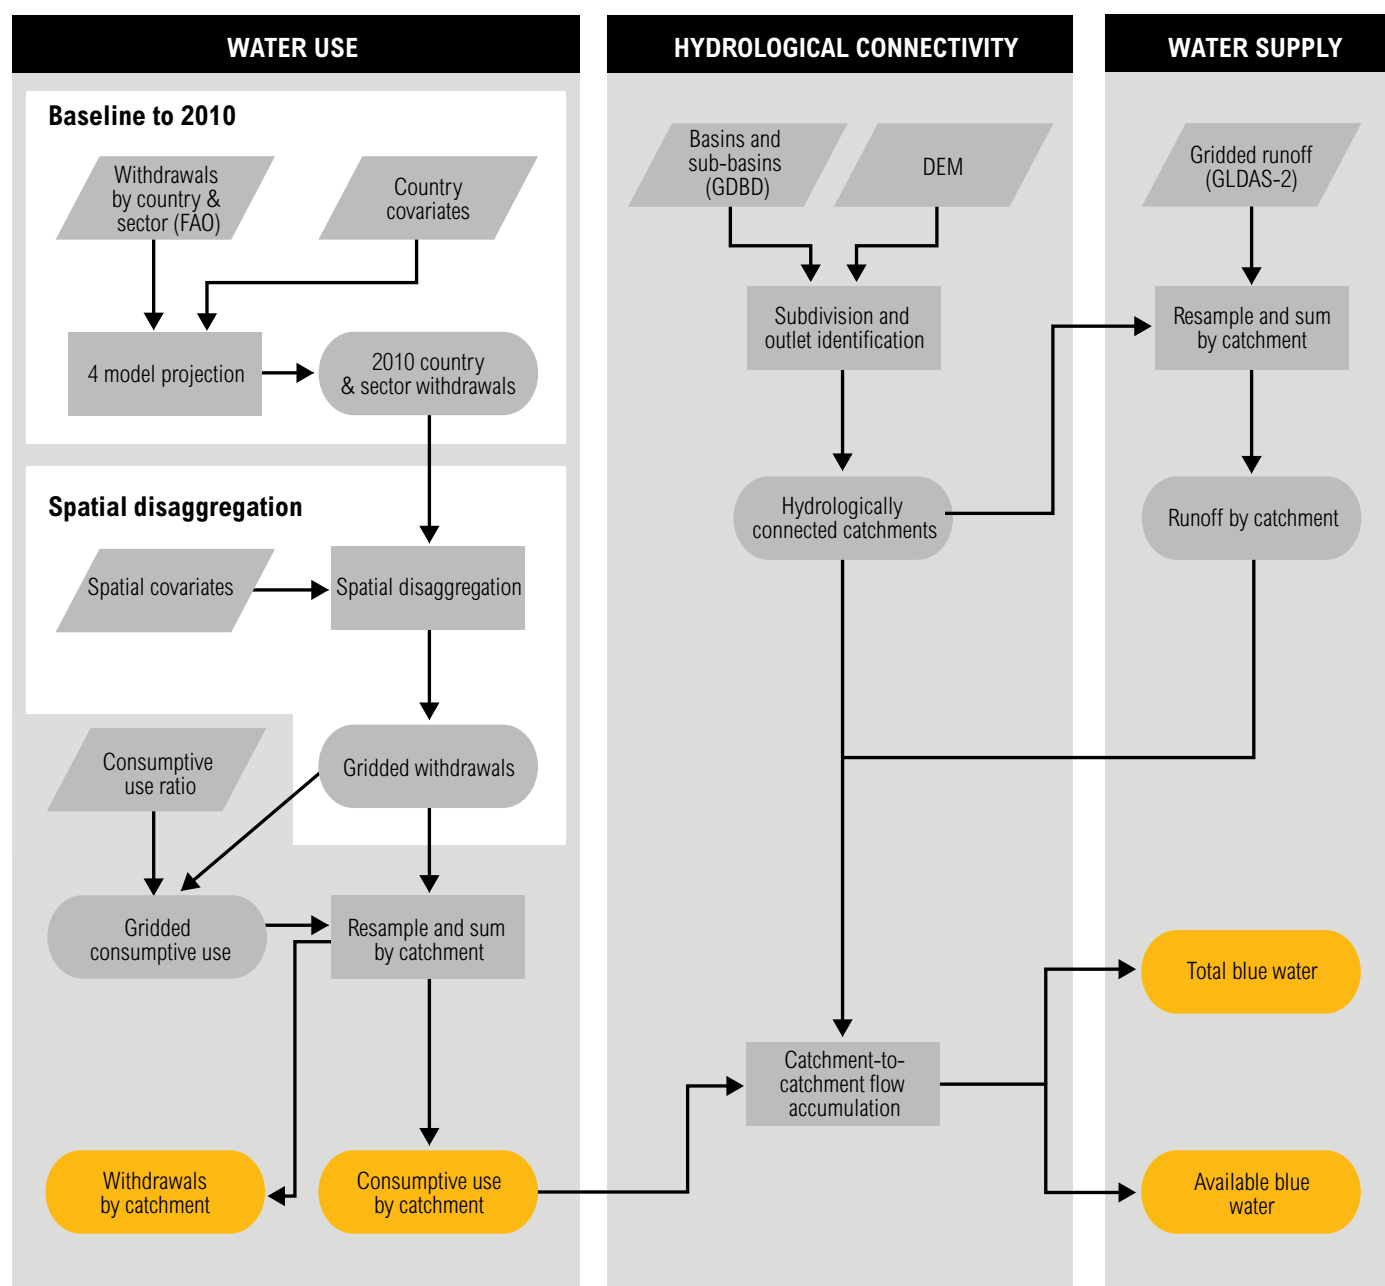 WATER USE
Baseline to 2010
Withdrawals
by country &
sector (FAO)
Country
covariates
4 model projection
2010 country
& sector withdrawals
Spatial disaggregation
Spatial covariates
Spatial disaggregation
Consumptive
use ratio
Gridded withdrawals
Gridded
consumptive use
Resample and sum
by catchment
Withdrawals
by catchment
Consumptive use
by catchment
HYDROLOGICAL CONNECTIVITY
Basins and
sub-basins
(GDBD)
DEM
Subdivision and
outlet identification
Hydrologically
connected catchments
Catchment-to-
catchment flow
accumulation
WATER SUPPLY
Gridded runoff
(GLDAS-2)
Resample and sum
by catchment
Runoff by catchment
Total blue water
Available blue
water